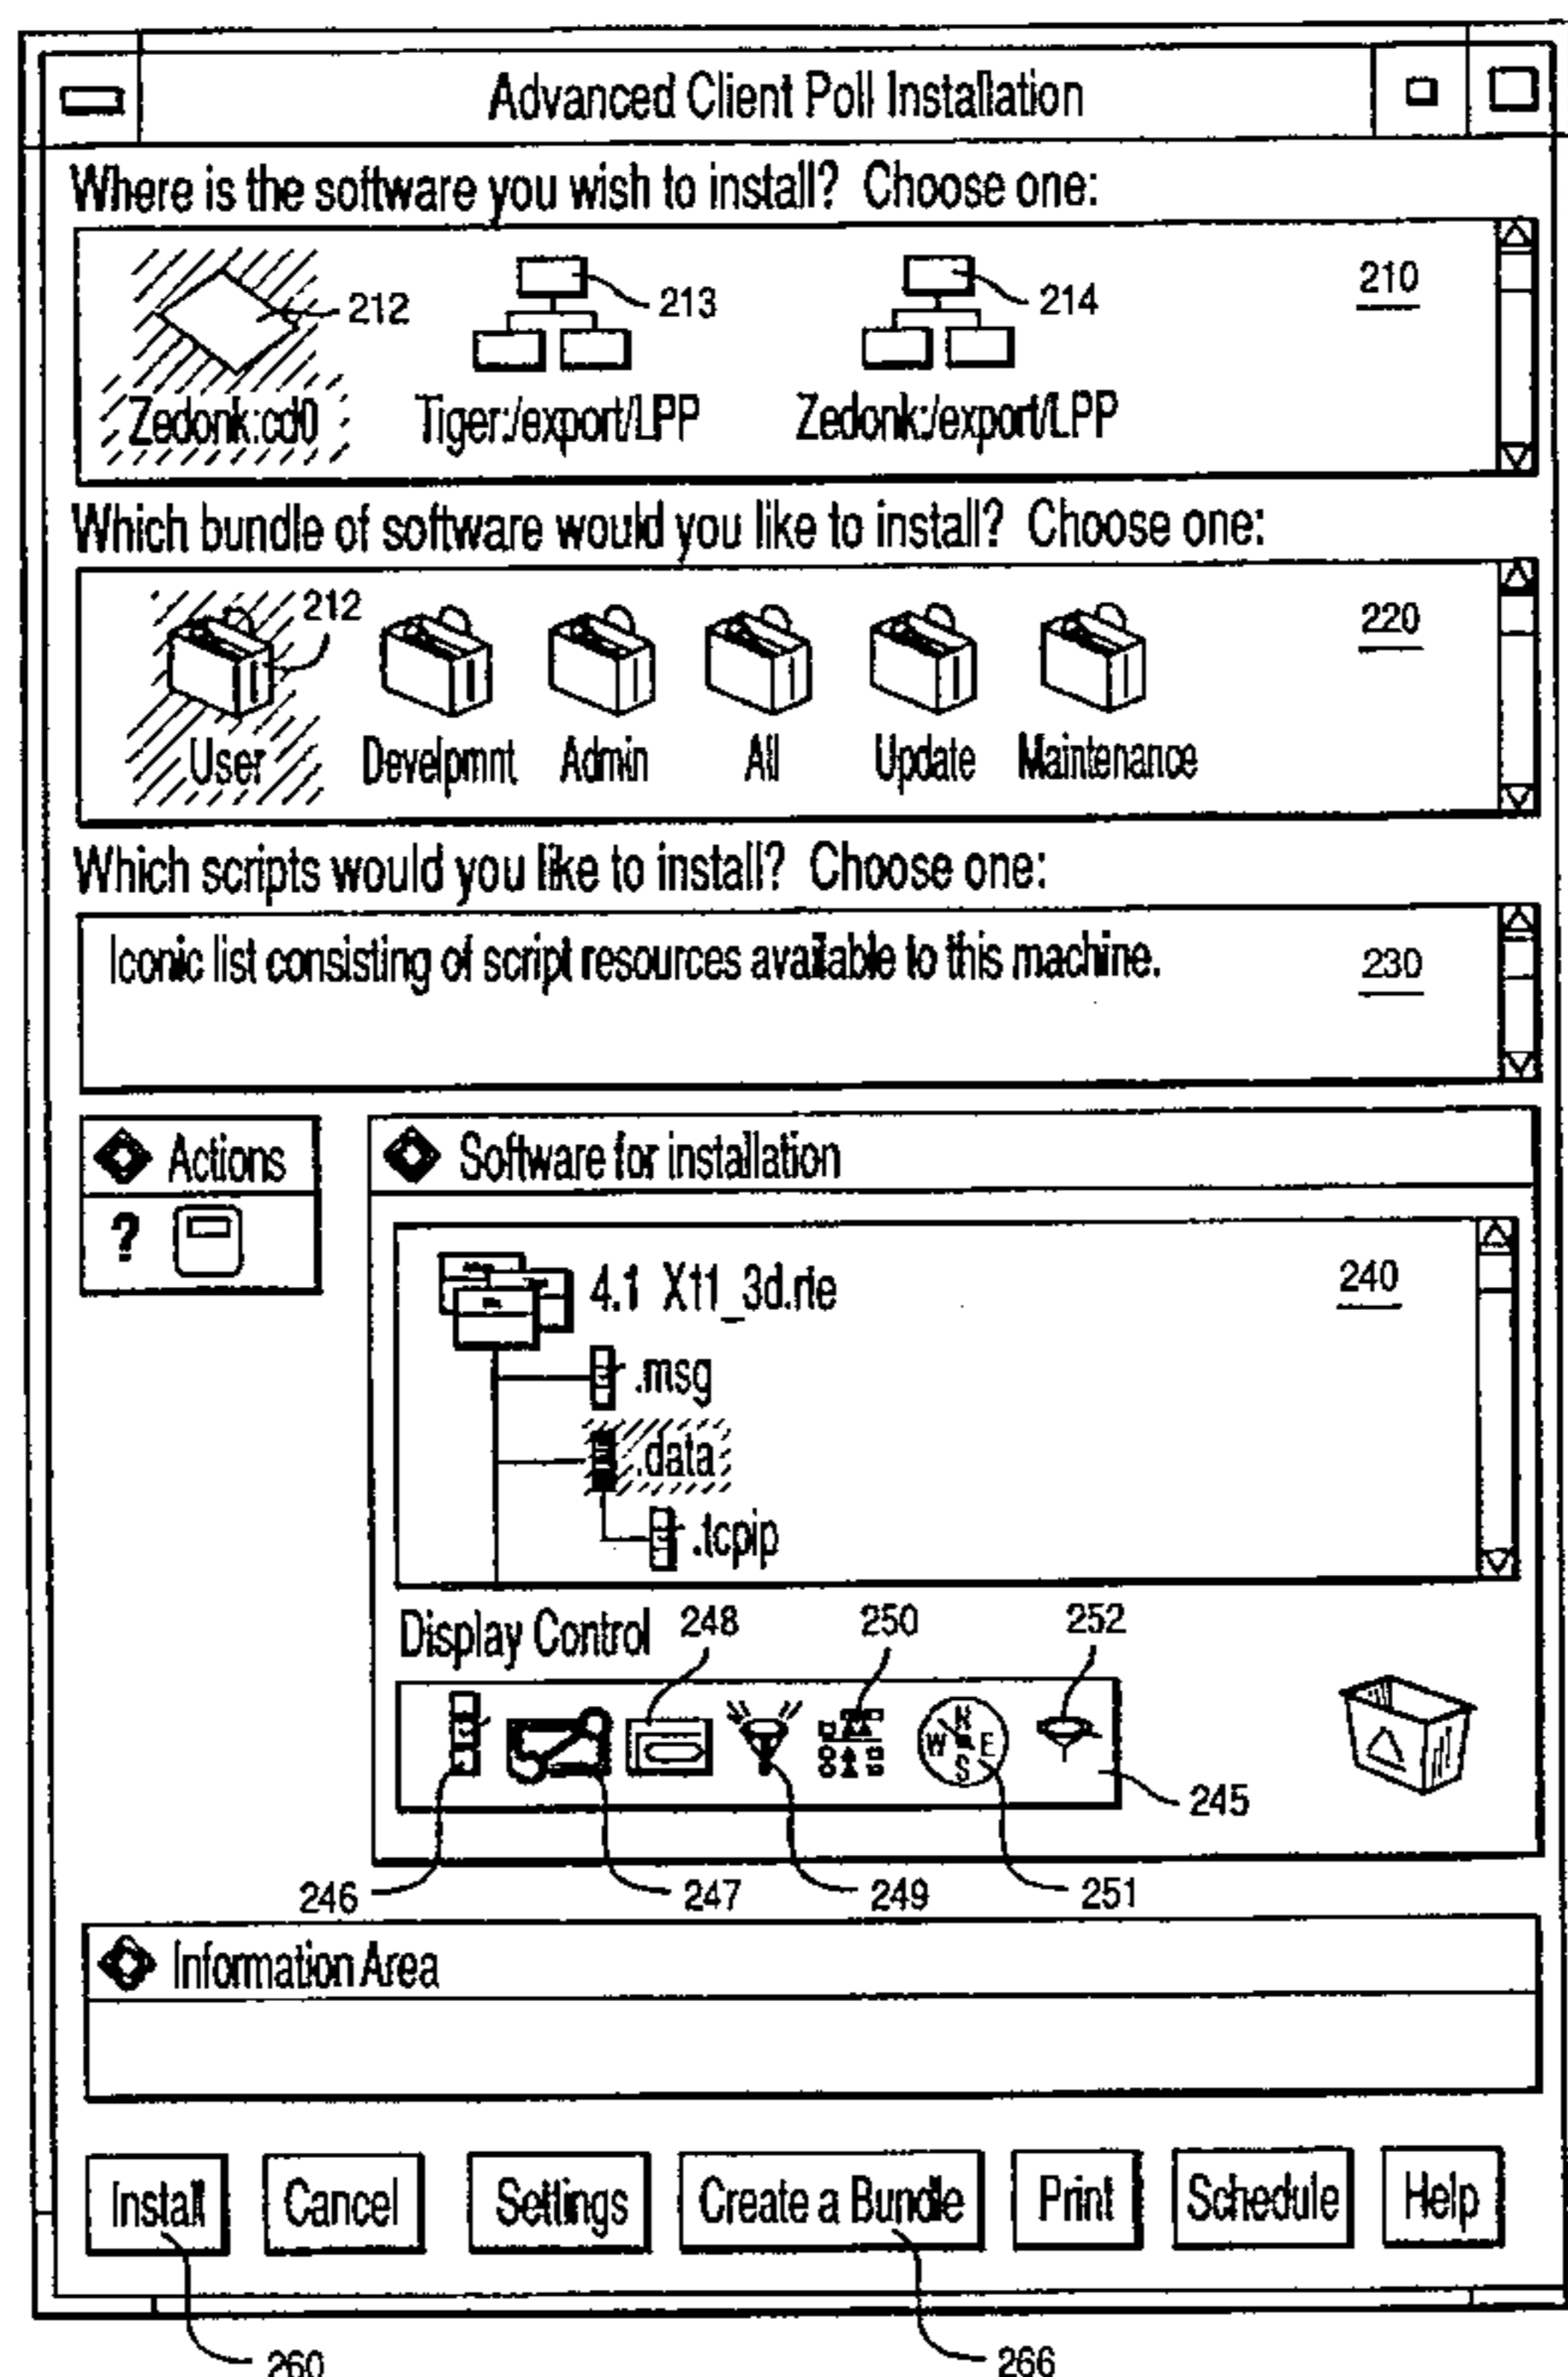 Advanced Client Poll Installation
Where is the software you wish to install? Choose one:
212
213
214
210
Zedonk:cd0
Tiger:/export/LPP
Zedonk:/export/LPP
Which bundle of software would you like to install? Choose one:
212
220
User
Develpmnt
Admin
All
Update
Maintenance
Which scripts would you like to install? Choose one:
Iconic list consisting of script resources available to this machine.
230
Actions
?
Software for installation
4.1 X11_3d.rie
240
.msg
.data
.tcpip
Display Control
248
250
252
N
W E
S
245
246
247
249
251
Information Area
Install
Cancel
Settings
Create a Bundle
Print
Schedule
Help
260
266